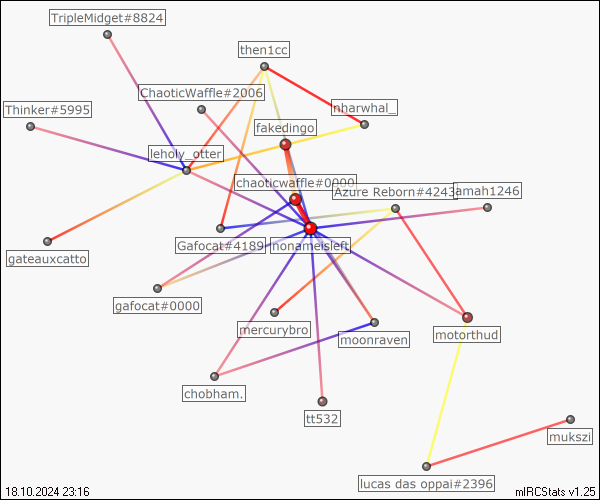 TripleMidget#8824
then1cc
ChaoticWaffle#2006
Thinker#5995
nharwhal_
fakedingo
leholy_otter
chaoticwaffle#0000
Azure Reborn#4243
amah1246
Gafocat#4189
nonameisleft
gateauxcatto
gafocat#0000
mercurybro
moonraven
motorthud
chobham.
tt532
mukszi
lucas das oppai#2396
18.10.2024 23:16
mIRCStats v1.25